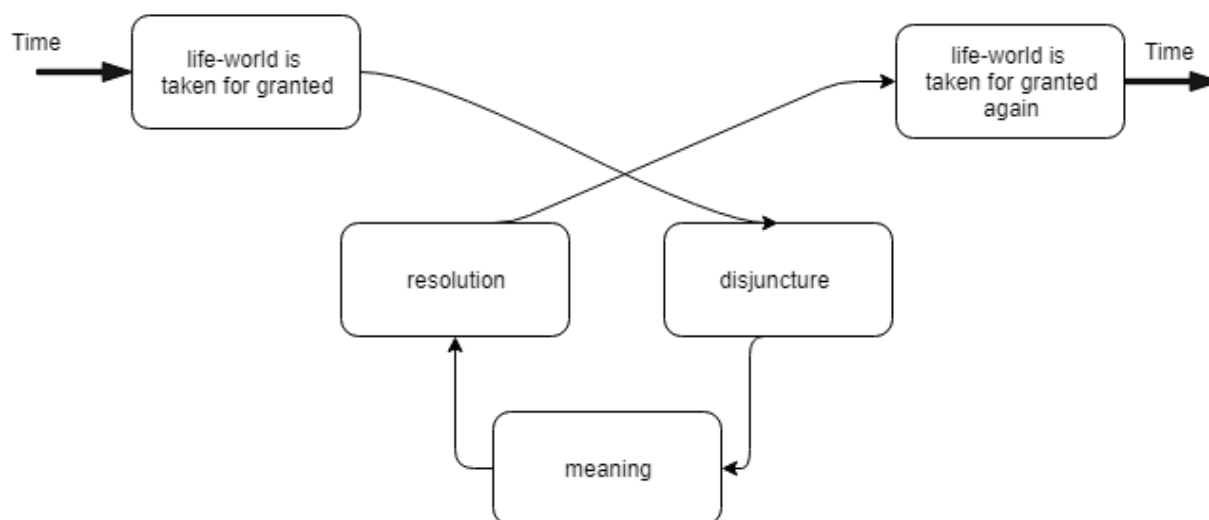 Time
life-world is
taken for granted
life-world is
taken for granted
again
Time
resolution
disjuncture
meaning